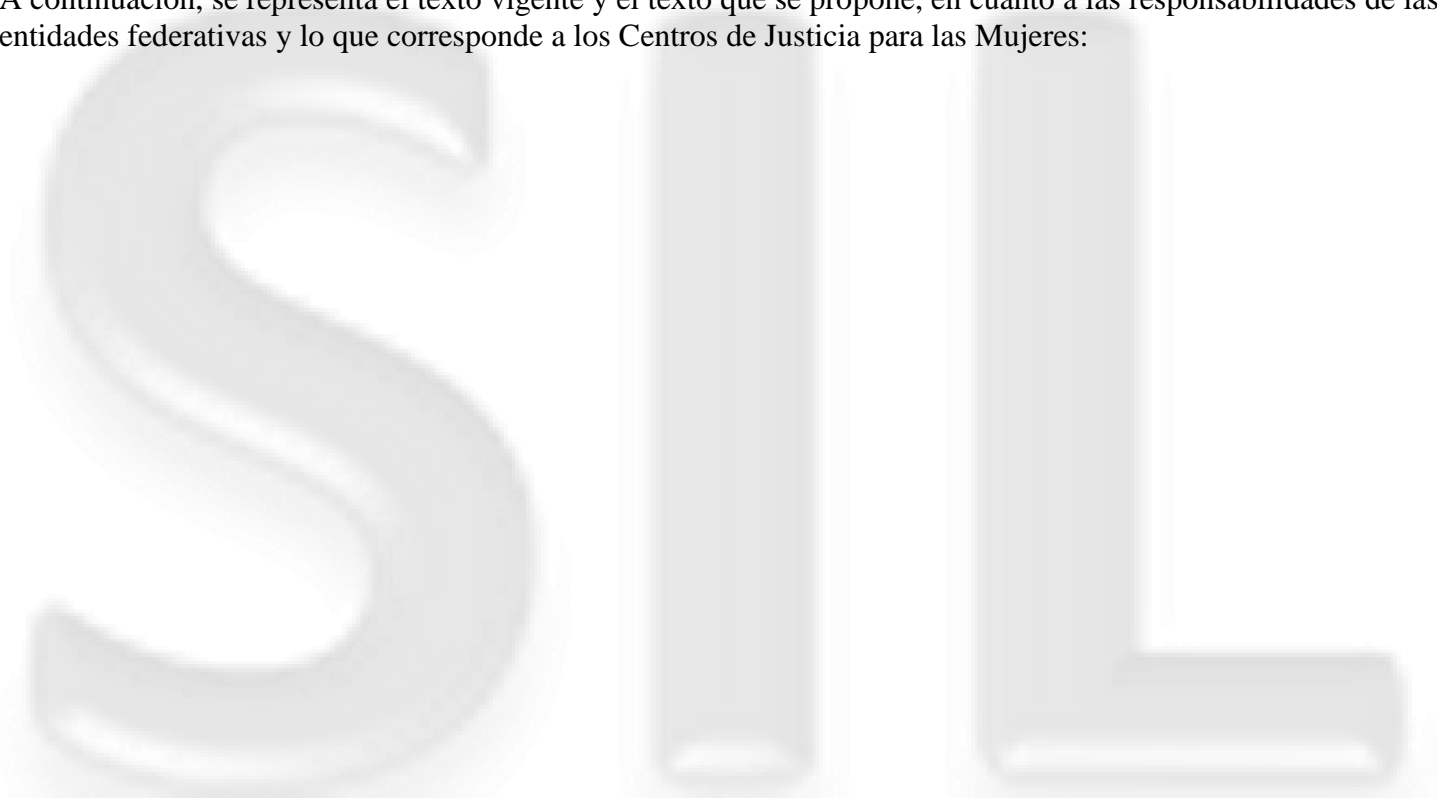 A continuación, se representa el texto vigente y el texto que se propone, en cuanto a las responsabilidades de las
entidades federativas y lo que corresponde a los Centros de Justicia para las Mujeres:
SIL